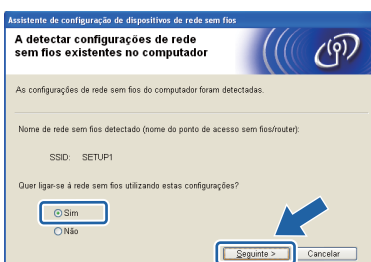 Assistente de configuração de dispositivos de rede sem fios
A detectar configurações de rede
sem fios existentes no computador
As configurações de rede sem fios do computador foram detectadas.
Nome de rede sem fios detectado (nome do ponto de acesso sem fios/router):
SSID: SETUP1
Quer ligar-se à rede sem fios utilizando estas configurações?
Sim
Não
Seguinte > Cancelar